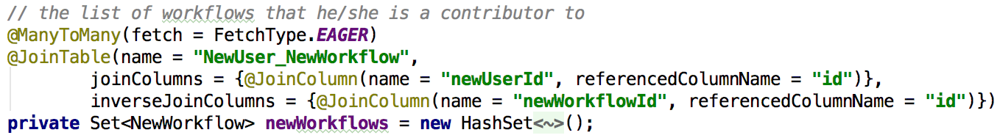 // the list of workflows that he/she is a contributor to
@ManyToMany(fetch = FetchType.EAGER)
@JoinTable(name = "NewUser_NewWorkflow",
        joinColumns = {@JoinColumn(name = "newUserId", referencedColumnName = "id")},
        inverseJoinColumns = {@JoinColumn(name = "newWorkflowId", referencedColumnName = "id")})
private Set<NewWorkflow> newWorkflows = new HashSet<~>();